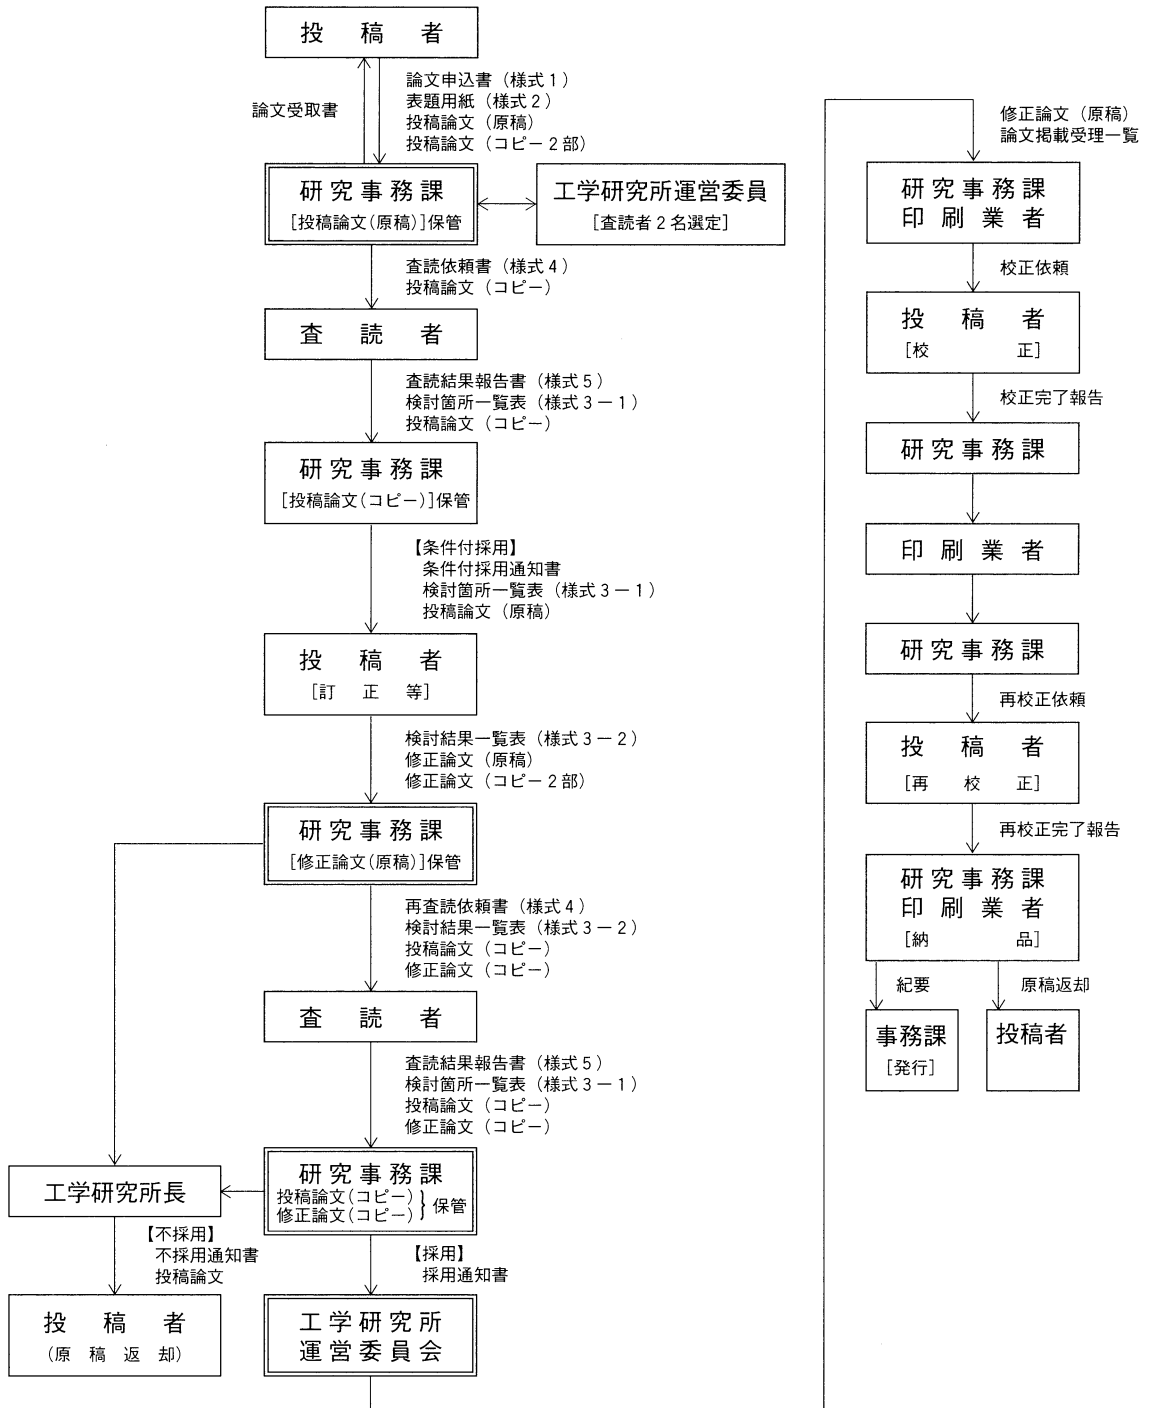 投稿者
論文受取書
論文申込書（様式１）
表題用紙（様式２）
投稿論文（原稿）
投稿論文（コピー２部）
研究事務課
[投稿論文(原稿)]保管
工学研究所運営委員
[査読者２名選定]
査読依頼書（様式４）
投稿論文（コピー）
査読者
査読結果報告書（様式５）
検討箇所一覧表（様式３－１）
投稿論文（コピー）
研究事務課
[投稿論文(コピー)]保管
【条件付採用】
条件付採用通知書
検討箇所一覧表（様式３－１）
投稿論文（原稿）
投稿者
[訂正等]
検討結果一覧表（様式３－２）
修正論文（原稿）
修正論文（コピー２部）
研究事務課
[修正論文(原稿)]保管
再査読依頼書（様式４）
検討結果一覧表（様式３－２）
投稿論文（コピー）
修正論文（コピー）
査読者
査読結果報告書（様式５）
検討箇所一覧表（様式３－１）
投稿論文（コピー）
修正論文（コピー）
研究事務課
投稿論文(コピー)
修正論文(コピー)｝保管
工学研究所長
【不採用】
不採用通知書
投稿論文
投稿者
(原稿返却)
【採用】
採用通知書
工学研究所
運営委員会
修正論文（原稿）
論文掲載受理一覧
研究事務課
印刷業者
校正依頼
投稿者
[校正]
校正完了報告
研究事務課
印刷業者
研究事務課
再校正依頼
投稿者
[再校正]
再校正完了報告
研究事務課
印刷業者
[納品]
紀要
原稿返却
事務課
[発行]
投稿者